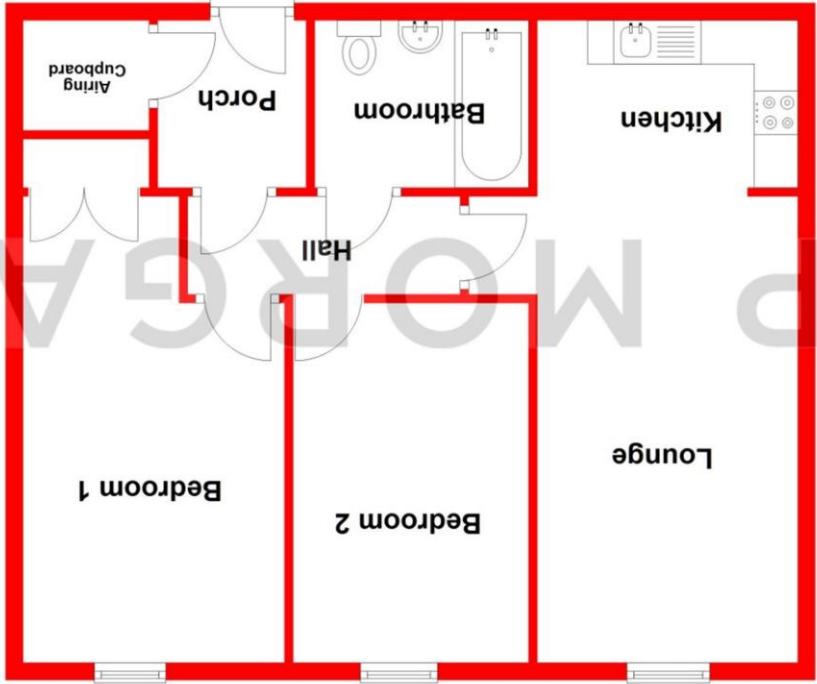 Lounge
Bedroom 2
Bedroom 1
P MORGA
Hall
Kitchen
Bathroom
Porch
Airing
Cupboard